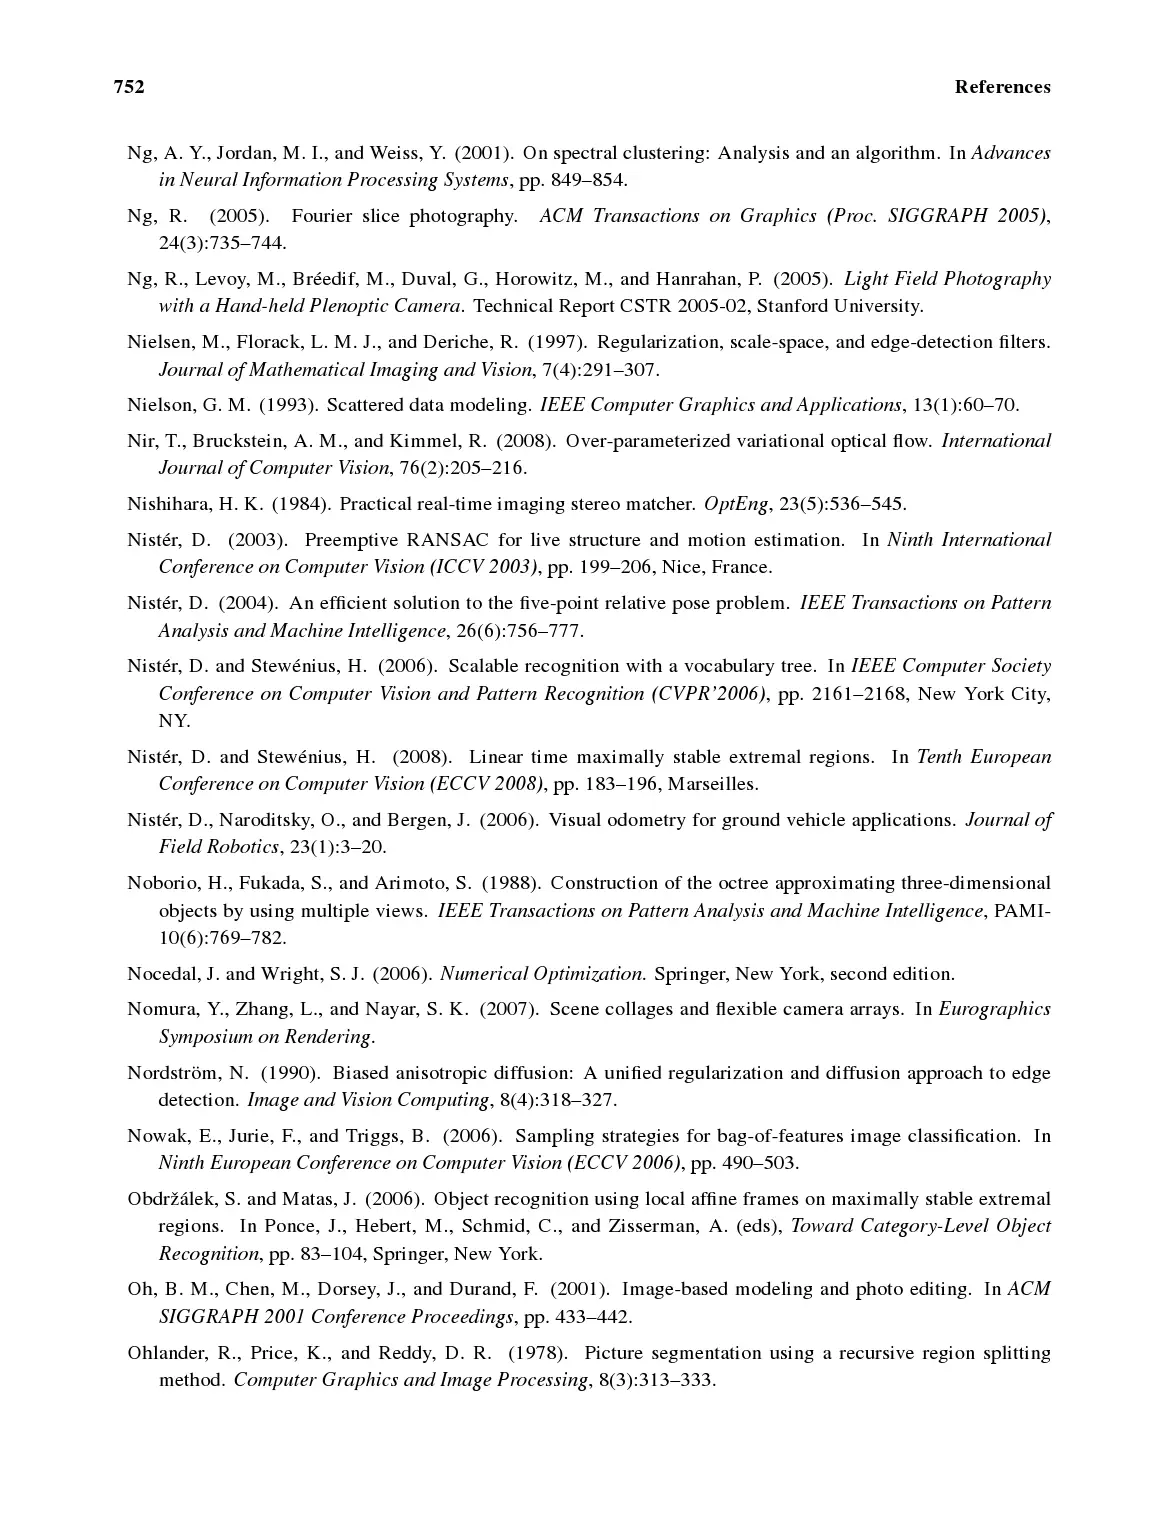 752 References
Ng, A. Y., Jordan, M. I., and Weiss, Y. (2001). On spectral clustering: Analysis and an algorithm. In Advances
in Neural Information Processing Systems, pp. 849–854.
Ng, R. (2005). Fourier slice photography. ACM Transactions on Graphics (Proc. SIGGRAPH 2005),
24(3):735–744.
Ng, R., Levoy, M., Bréedif, M., Duval, G., Horowitz, M., and Hanrahan, P. (2005). Light Field Photography
with a Hand-held Plenoptic Camera. Technical Report CSTR 2005-02, Stanford University.
Nielsen, M., Florack, L. M. J., and Deriche, R. (1997). Regularization, scale-space, and edge-detection filters.
Journal of Mathematical Imaging and Vision, 7(4):291–307.
Nielson, G. M. (1993). Scattered data modeling. IEEE Computer Graphics and Applications, 13(1):60–70.
Nir, T., Bruckstein, A. M., and Kimmel, R. (2008). Over-parameterized variational optical flow. International
Journal of Computer Vision, 76(2):205–216.
Nishihara, H. K. (1984). Practical real-time imaging stereo matcher. OptEng, 23(5):536–545.
Nistér, D. (2003). Preemptive RANSAC for live structure and motion estimation. In Ninth International
Conference on Computer Vision (ICCV 2003), pp. 199–206, Nice, France.
Nistér, D. (2004). An efficient solution to the five-point relative pose problem. IEEE Transactions on Pattern
Analysis and Machine Intelligence, 26(6):756–777.
Nistér, D. and Stewénius, H. (2006). Scalable recognition with a vocabulary tree. In IEEE Computer Society
Conference on Computer Vision and Pattern Recognition (CVPR'2006), pp. 2161–2168, New York City,
NY.
Nistér, D. and Stewénius, H. (2008). Linear time maximally stable extremal regions. In Tenth European
Conference on Computer Vision (ECCV 2008), pp. 183–196, Marseilles.
Nistér, D., Naroditsky, O., and Bergen, J. (2006). Visual odometry for ground vehicle applications. Journal of
Field Robotics, 23(1):3–20.
Noborio, H., Fukada, S., and Arimoto, S. (1988). Construction of the octree approximating three-dimensional
objects by using multiple views. IEEE Transactions on Pattern Analysis and Machine Intelligence, PAMI-
10(6):769–782.
Nocedal, J. and Wright, S. J. (2006). Numerical Optimization. Springer, New York, second edition.
Nomura, Y., Zhang, L., and Nayar, S. K. (2007). Scene collages and flexible camera arrays. In Eurographics
Symposium on Rendering.
Nordström, N. (1990). Biased anisotropic diffusion: A unified regularization and diffusion approach to edge
detection. Image and Vision Computing, 8(4):318–327.
Nowak, E., Jurie, F., and Triggs, B. (2006). Sampling strategies for bag-of-features image classification. In
Ninth European Conference on Computer Vision (ECCV 2006), pp. 490–503.
Obdržálek, S. and Matas, J. (2006). Object recognition using local affine frames on maximally stable extremal
regions. In Ponce, J., Hebert, M., Schmid, C., and Zisserman, A. (eds), Toward Category-Level Object
Recognition, pp. 83–104, Springer, New York.
Oh, B. M., Chen, M., Dorsey, J., and Durand, F. (2001). Image-based modeling and photo editing. In ACM
SIGGRAPH 2001 Conference Proceedings, pp. 433–442.
Ohlander, R., Price, K., and Reddy, D. R. (1978). Picture segmentation using a recursive region splitting
method. Computer Graphics and Image Processing, 8(3):313–333.